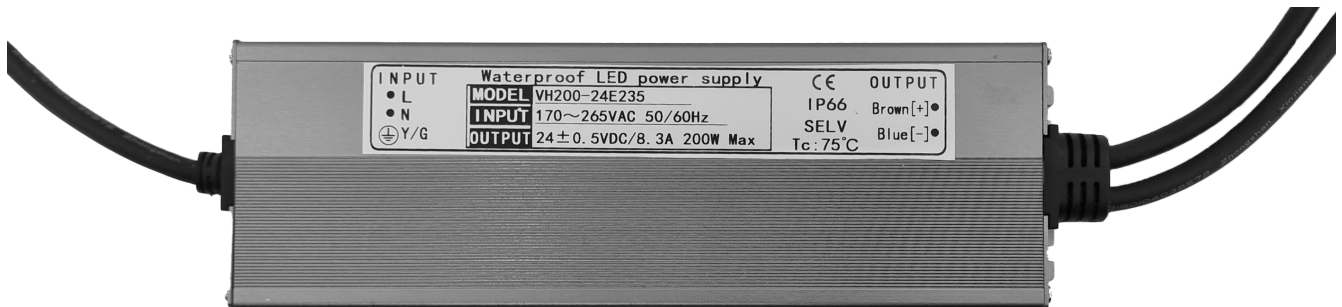 INPUT
● L
● N
⏚ Y/G
Waterproof LED power supply
MODEL VH200-24E235
INPUT 170～265VAC 50/60Hz
OUTPUT 24±0.5VDC/8.3A 200W Max
CE
IP66
SELV
Tc:75℃
OUTPUT
Brown[+]●
Blue[-]●